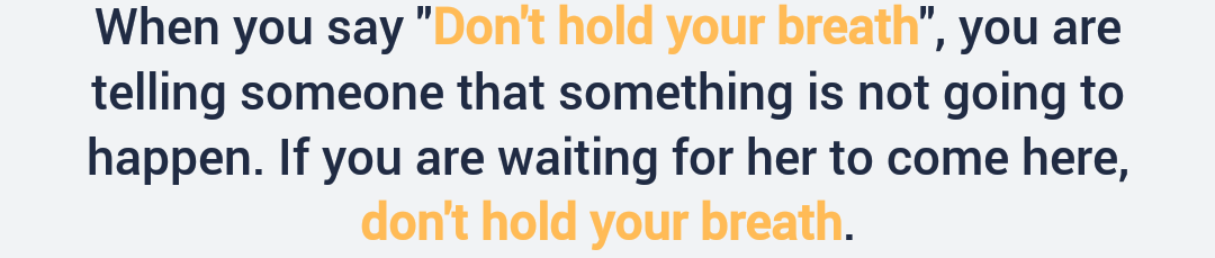 When you say "Don't hold your breath", you are
telling someone that something is not going to
happen. If you are waiting for her to come here,
don't hold your breath.